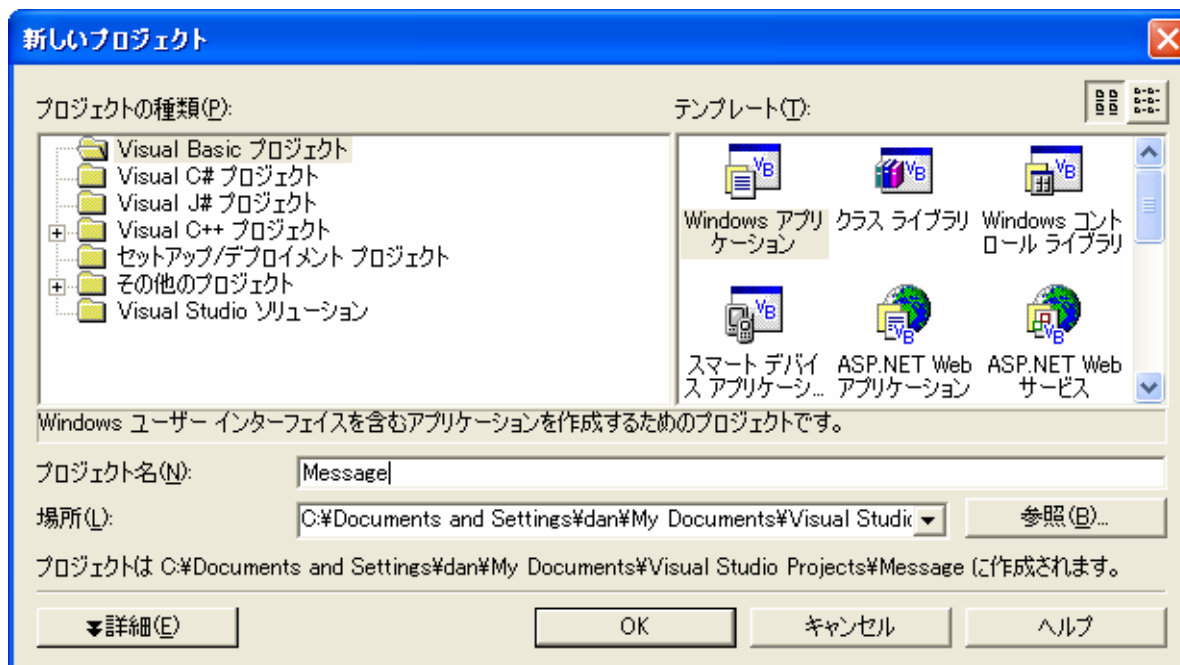 新しいプロジェクト
プロジェクトの種類(P):
テンプレート(T):
Visual Basic プロジェクト
Visual C# プロジェクト
Visual J# プロジェクト
Visual C++ プロジェクト
セットアップ/デプロイメント プロジェクト
その他のプロジェクト
Visual Studio ソリューション
Windows アプリ
ケーション
クラス ライブラリ
Windows コント
ロール ライブラリ
スマート デバイ
ス アプリケーシ...
ASP.NET Web
アプリケーション
ASP.NET Web
サービス
Windows ユーザー インターフェイスを含むアプリケーションを作成するためのプロジェクトです。
プロジェクト名(N):
Message
場所(L):
C:¥Documents and Settings¥dan¥My Documents¥Visual Studic
参照(B)...
プロジェクトは C:¥Documents and Settings¥dan¥My Documents¥Visual Studio Projects¥Message に作成されます。
詳細(E)
OK
キャンセル
ヘルプ